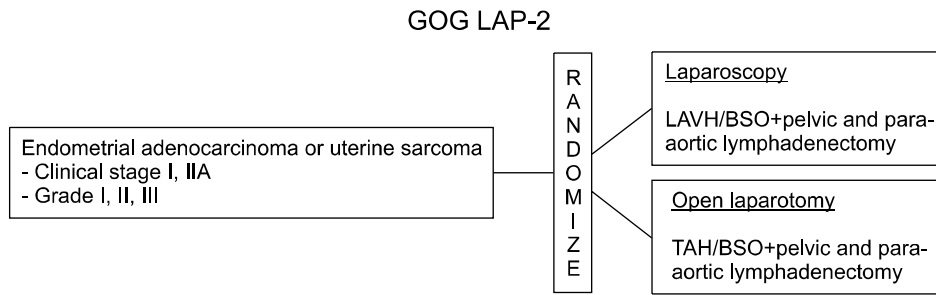 GOG LAP-2
Endometrial adenocarcinoma or uterine sarcoma
- Clinical stage I, IIA
- Grade I, II, III
R
A
N
D
O
M
I
Z
E
Laparoscopy
LAVH/BSO+pelvic and para-
aortic lymphadenectomy
Open laparotomy
TAH/BSO+pelvic and para-
aortic lymphadenectomy